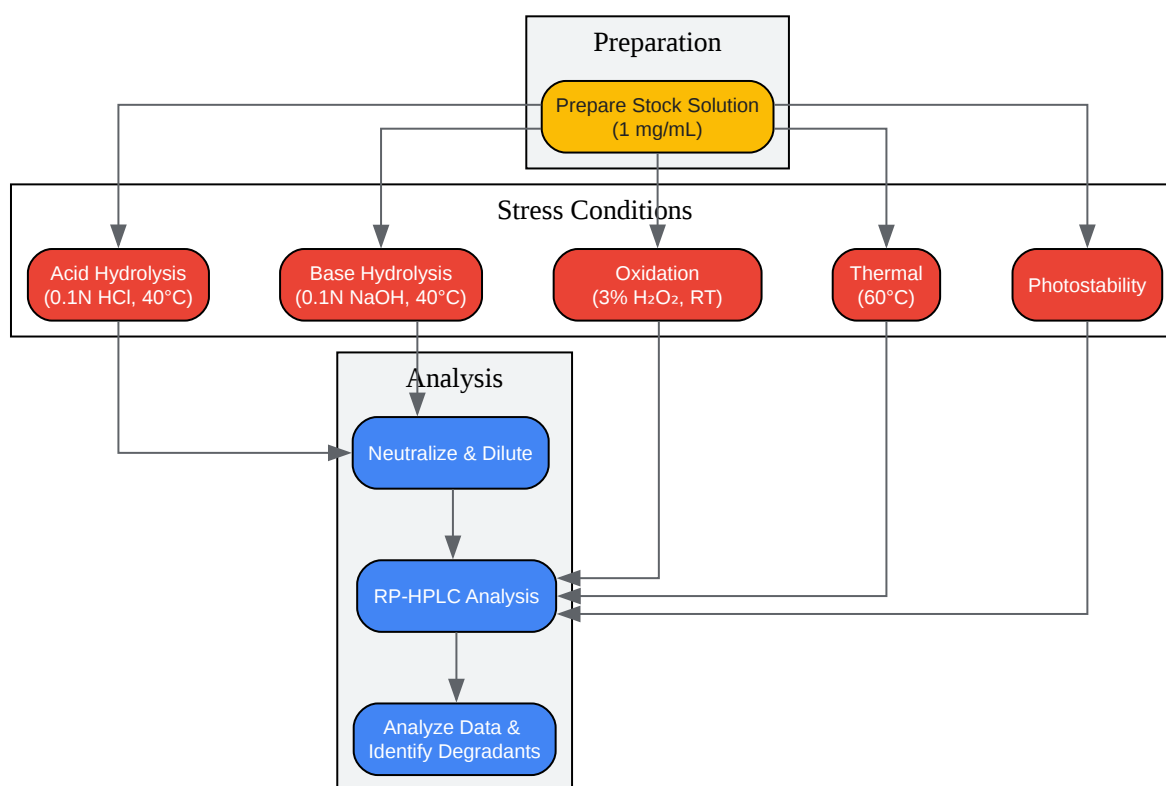 Preparation
Prepare Stock Solution
(1 mg/mL)
Stress Conditions
Acid Hydrolysis
(0.1N HCl, 40°C)
Base Hydrolysis
(0.1N NaOH, 40°C)
Oxidation
(3% H₂O₂, RT)
Thermal
(60°C)
Photostability
Analysis
Neutralize & Dilute
RP-HPLC Analysis
Analyze Data &
Identify Degradants